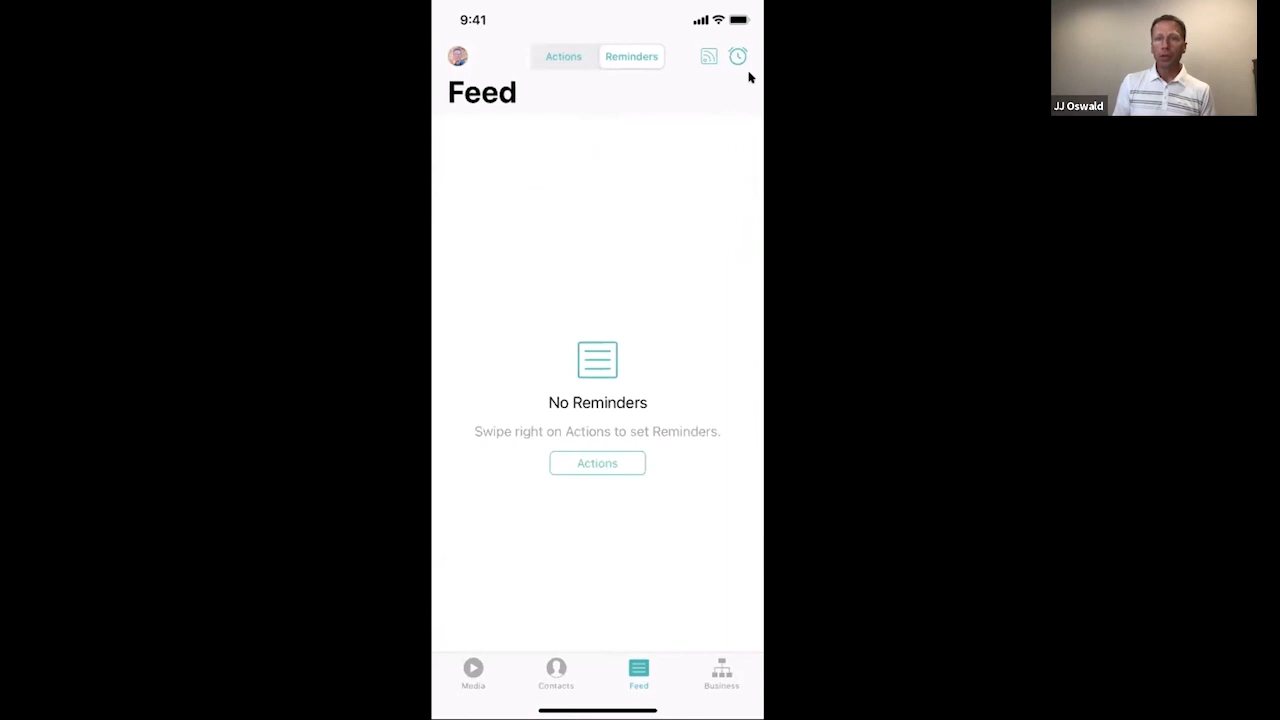 9:41
Actions
Reminders
Feed
JJ Oswald
No Reminders
Swipe right on Actions to set Reminders.
Actions
Media
Contacts
Feed
Business